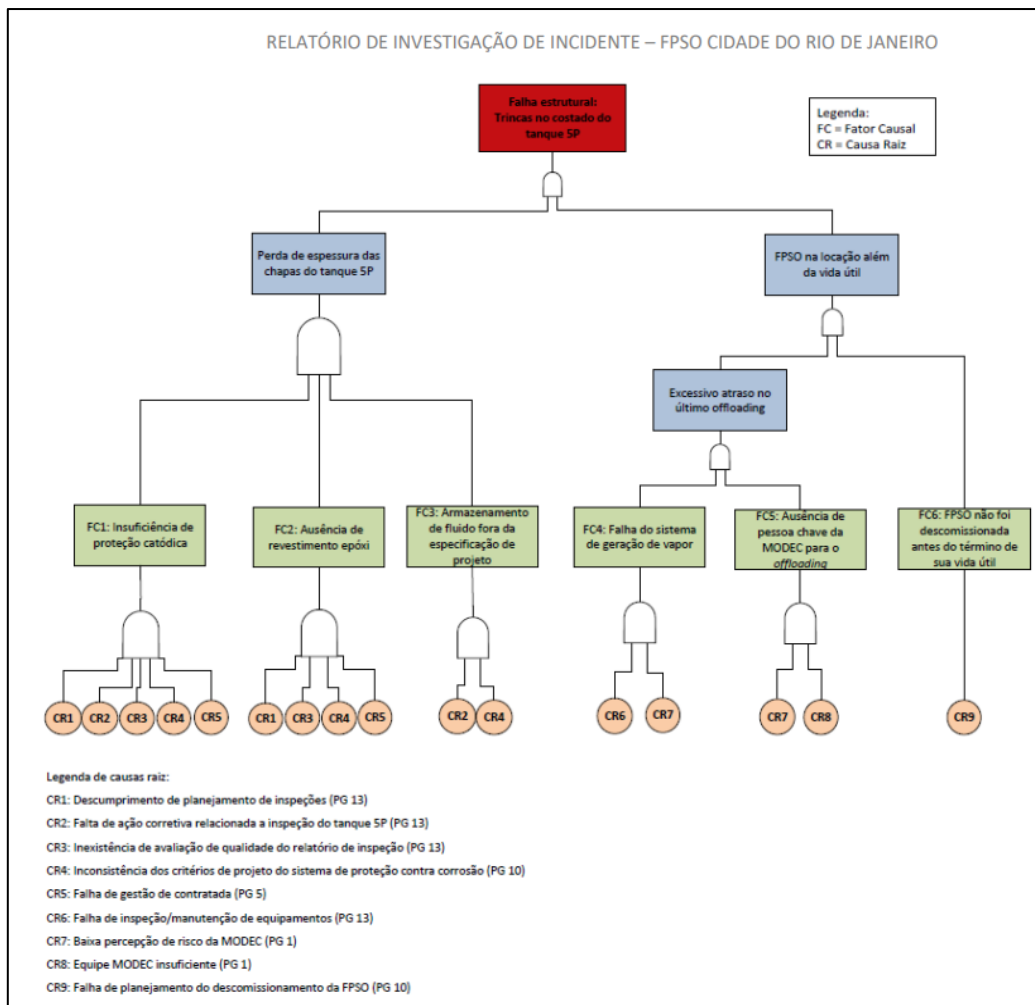 RELATÓRIO DE INVESTIGAÇÃO DE INCIDENTE – FPSO CIDADE DO RIO DE JANEIRO
Falha estrutural:
Trincas no costado do
tanque 5P
Legenda:
FC = Fator Causal
CR = Causa Raiz
Perda de espessura das
chapas do tanque 5P
FPSO na locação além
da vida útil
Excessivo atraso no
último offloading
FC1: Insuficiência de
proteção catódica
FC2: Ausência de
revestimento epóxi
FC3: Armazenamento
de fluido fora da
especificação de
projeto
FC4: Falha do sistema
de geração de vapor
FC5: Ausência de
pessoa chave da
MODEC para o
offloading
FC6: FPSO não foi
descomissionada
antes do término de
sua vida útil
CR1 CR2 CR3 CR4 CR5
CR1 CR3 CR4 CR5
CR2 CR4
CR6 CR7
CR7 CR8
CR9
Legenda de causas raiz:
CR1: Descumprimento de planejamento de inspeções (PG 13)
CR2: Falta de ação corretiva relacionada a inspeção do tanque 5P (PG 13)
CR3: Inexistência de avaliação de qualidade do relatório de inspeção (PG 13)
CR4: Inconsistência dos critérios de projeto do sistema de proteção contra corrosão (PG 10)
CR5: Falha de gestão de contratada (PG 5)
CR6: Falha de inspeção/manutenção de equipamentos (PG 13)
CR7: Baixa percepção de risco da MODEC (PG 1)
CR8: Equipe MODEC insuficiente (PG 1)
CR9: Falha de planejamento do descomissionamento da FPSO (PG 10)